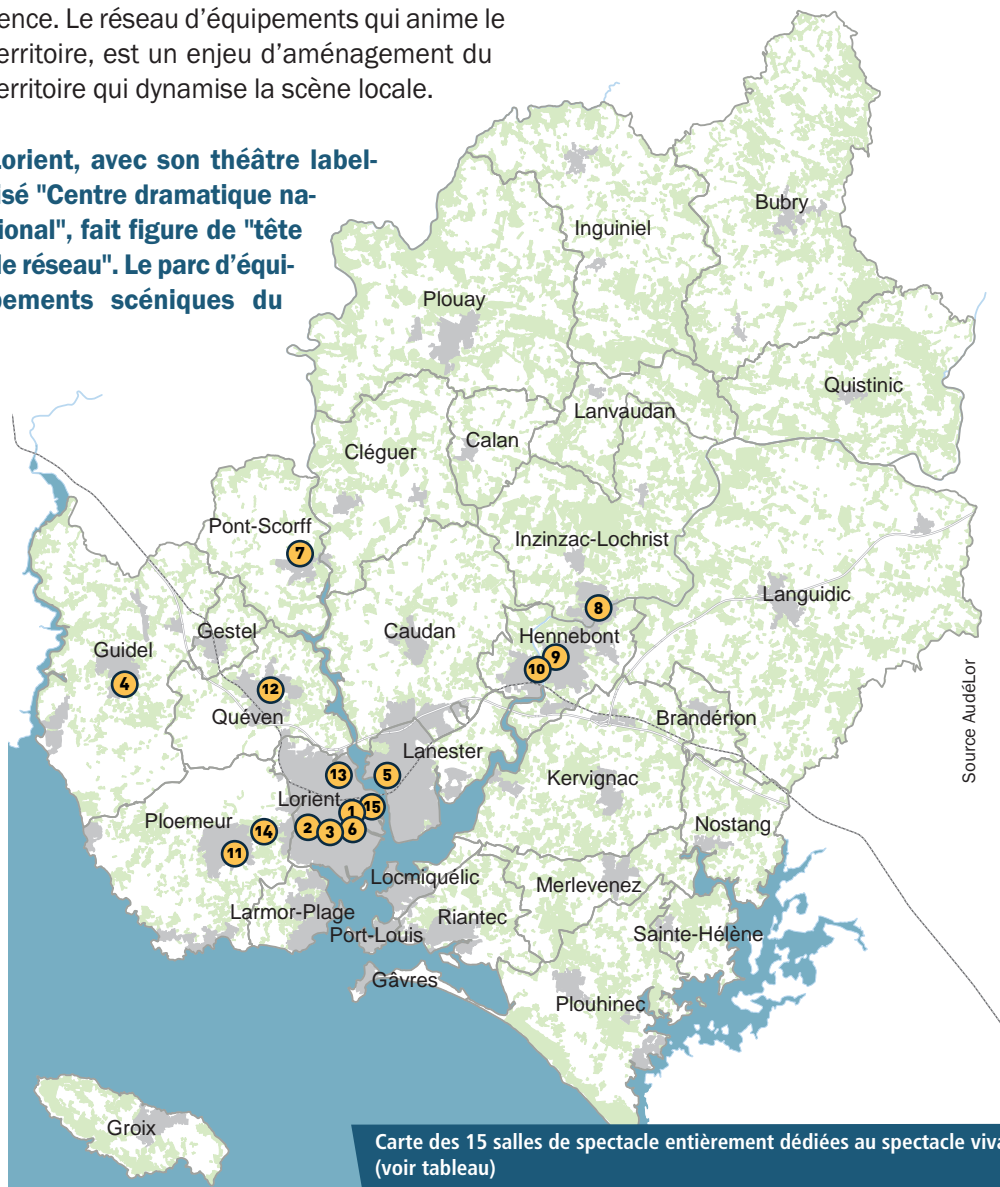 ence. Le réseau d'équipements qui anime le
erritoire, est un enjeu d'aménagement du
erritoire qui dynamise la scène locale.
orient, avec son théâtre label-
isé "Centre dramatique na-
ional", fait figure de "tête
e réseau". Le parc d'équi-
ements scéniques du
Bubry
Inguiniel
Plouay
Quistinic
Lanvaudan
Calan
Cléguer
Pont-Scorff
7
Inzinzac-Lochrist
Languidic
8
Gestel
Caudan
Hennebont
Guidel
9
10
4
12
Quéven
Brandérion
Source AudéLor
Lanester
13
5
Kervignac
Lorient
15
1
Ploemeur
14
2
3
6
Nostang
11
Locmiquélic
Merlevenez
Larmor-Plage
Riantec
Port-Louis
Sainte-Hélène
Gâvres
Plouhinec
Groix
Carte des 15 salles de spectacle entièrement dédiées au spectacle viva
(voir tableau)